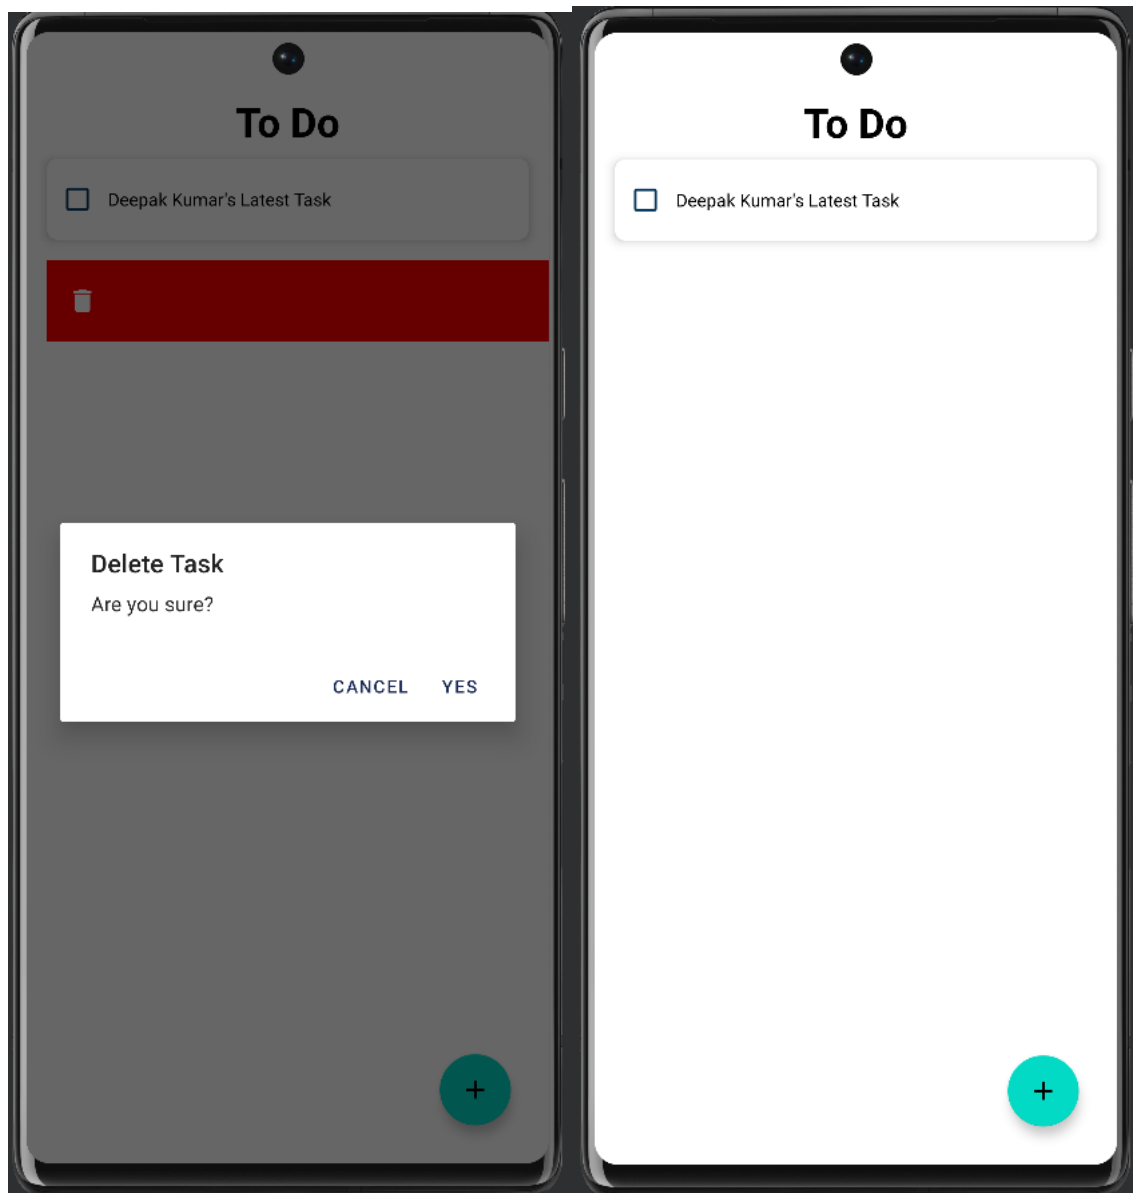 To Do
Deepak Kumar's Latest Task
Delete Task
Are you sure?
CANCEL YES
+
To Do
Deepak Kumar's Latest Task
+